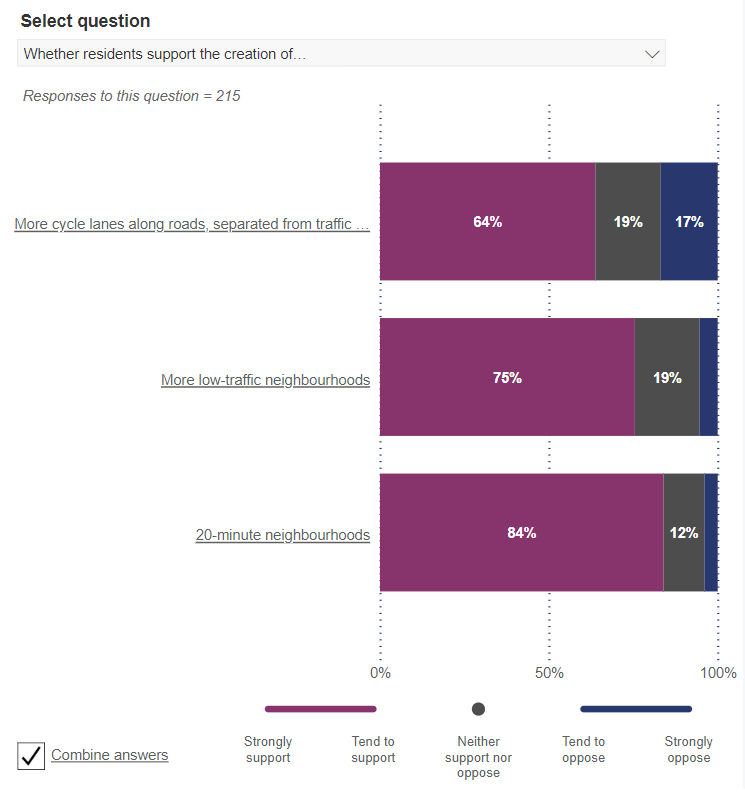 Select question
Whether residents support the creation of…
Responses to this question = 215
More cycle lanes along roads, separated from traffic …
64%
19%
17%
More low-traffic neighbourhoods
75%
19%
20-minute neighbourhoods
84%
12%
0%
50%
100%
Strongly
support
Tend to
support
Neither
support nor
oppose
Tend to
oppose
Strongly
oppose
Combine answers